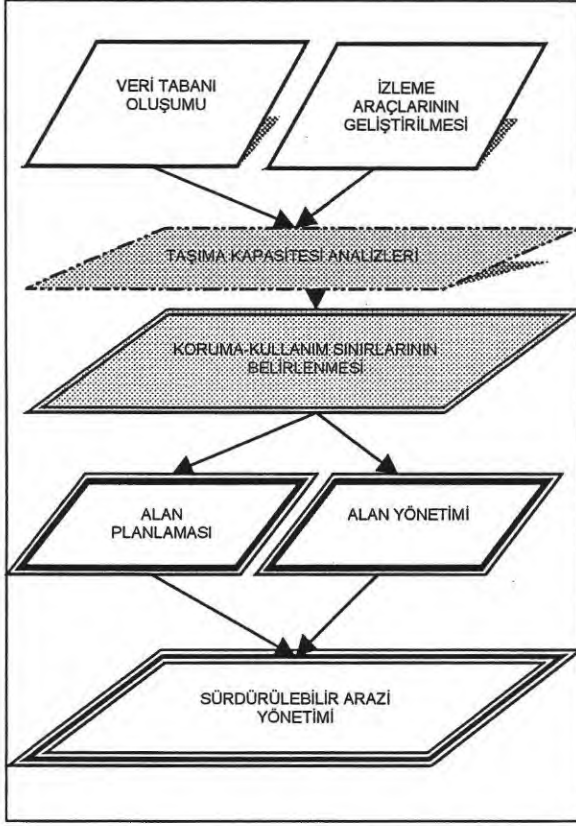 VERİ TABANI
OLUŞUMU
İZLEME
ARAÇLARININ
GELİŞTİRİLMESİ
TAŞIMA KAPASİTESİ ANALİZLERİ
KORUMA-KULLANIM SINIRLARININ
BELİRLENMESİ
ALAN
PLANLAMASI
ALAN YÖNETİMİ
SÜRDÜRÜLEBİLİR ARAZİ
YÖNETİMİ